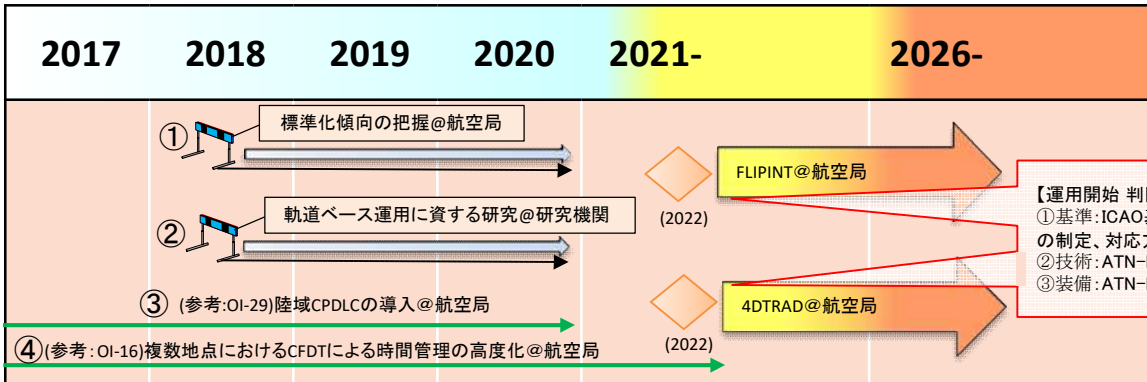 2017 2018 2019 2020 2021- 2026-
① 標準化傾向の把握@航空局
FLIPINT@航空局
(2022)
② 軌道ベース運用に資する研究@研究機関
【運用開始
①基準:ICAO
の制定、
②技術:ATN-
③装備:ATN-
③ (参考:OI-29)陸域CPDLCの導入@航空局
4DTRAD@航空局
(2022)
④(参考:OI-16)複数地点におけるCFDTによる時間管理の高度化@航空局